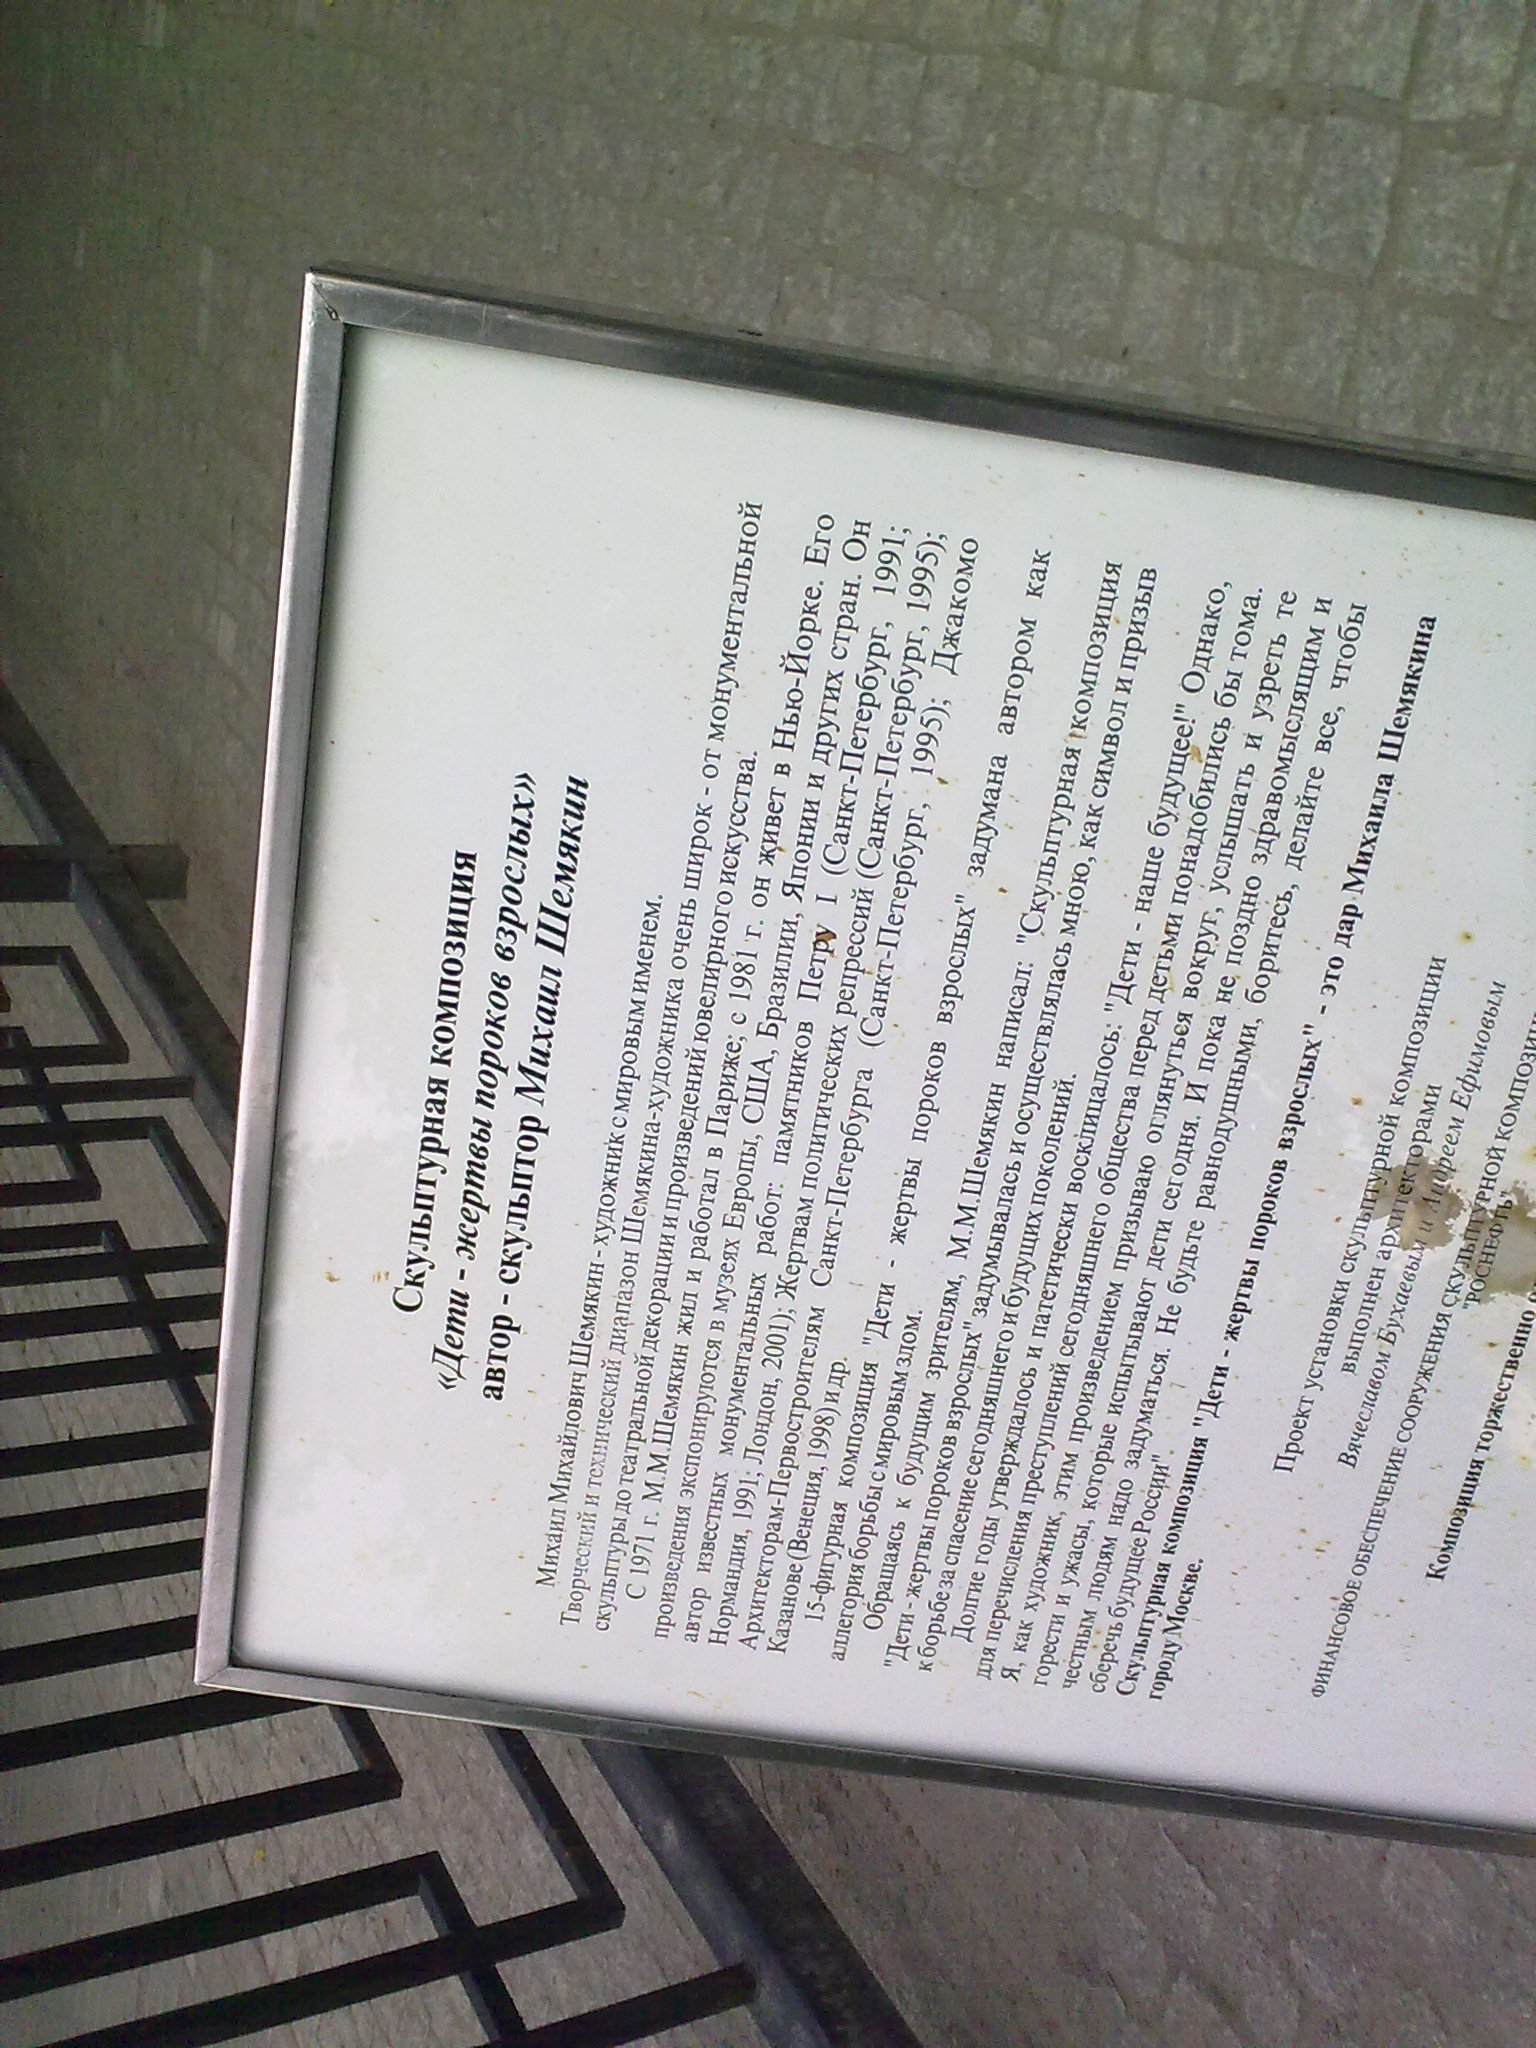 Скульптурная композиция
«Дети - жертвы пороков взрослых»
автор - скульптор Михаил Шемякин
Михаил Михайлович Шемякин - художник с мировым именем.
Творческий и технический диапазон Шемякина-художника очень широк - от монументальной
скульптуры до театральной декорации и произведений ювелирного искусства.
С 1971 г. М.М Шемякин жил и работал в Париже; с 1981 г. он живет в Нью-Йорке. Его
произведения экспонируются в музеях Европы, США, Бразилии, Японии и других стран. Он
автор известных монументальных работ: памятников Петру I (Санкт-Петербург, 1991;
Нормандия, 1991; Лондон, 2001); Жертвам политических репрессий (Санкт-Петербург, 1995);
Архитекторам-Первостроителям Санкт-Петербурга (Санкт-Петербург, 1995); Джакомо
Казанове (Венеция, 1998) и др.
15-фигурная композиция "Дети - жертвы пороков взрослых" задумана автором как
аллегория борьбы с мировым злом.
Обращаясь к будущим зрителям, М.М Шемякин написал: "Скульптурная композиция
"Дети - жертвы пороков взрослых" задумывалась и осуществлялась мною, как символ и призыв
к борьбе за спасение сегодняшнего и будущих поколений.
Долгие годы утверждалось и патетически восклицалось: "Дети - наше будущее!" Однако,
для перечисления преступлений сегодняшнего общества перед детьми понадобились бы тома.
Я, как художник, этим произведением призываю оглянуться вокруг, услышать и узреть те
горести и ужасы, которые испытывают дети сегодня. И пока не поздно здравомыслящим и
честным людям надо задуматься. Не будьте равнодушными, боритесь, делайте все, чтобы
сберечь будущее России".
Скульптурная композиция "Дети - жертвы пороков взрослых" - это дар Михаила Шемякина
городу Москве.
Проект установки скульптурной композиции
выполнен архитекторами
Вячеславом Бухаевым и Андреем Ефимовым
ФИНАНСОВОЕ ОБЕСПЕЧЕНИЕ СООРУЖЕНИЯ СКУЛЬПТУРНОЙ КОМПОЗИЦИ
"РОСНЕФТЬ"
Композиция торжественно